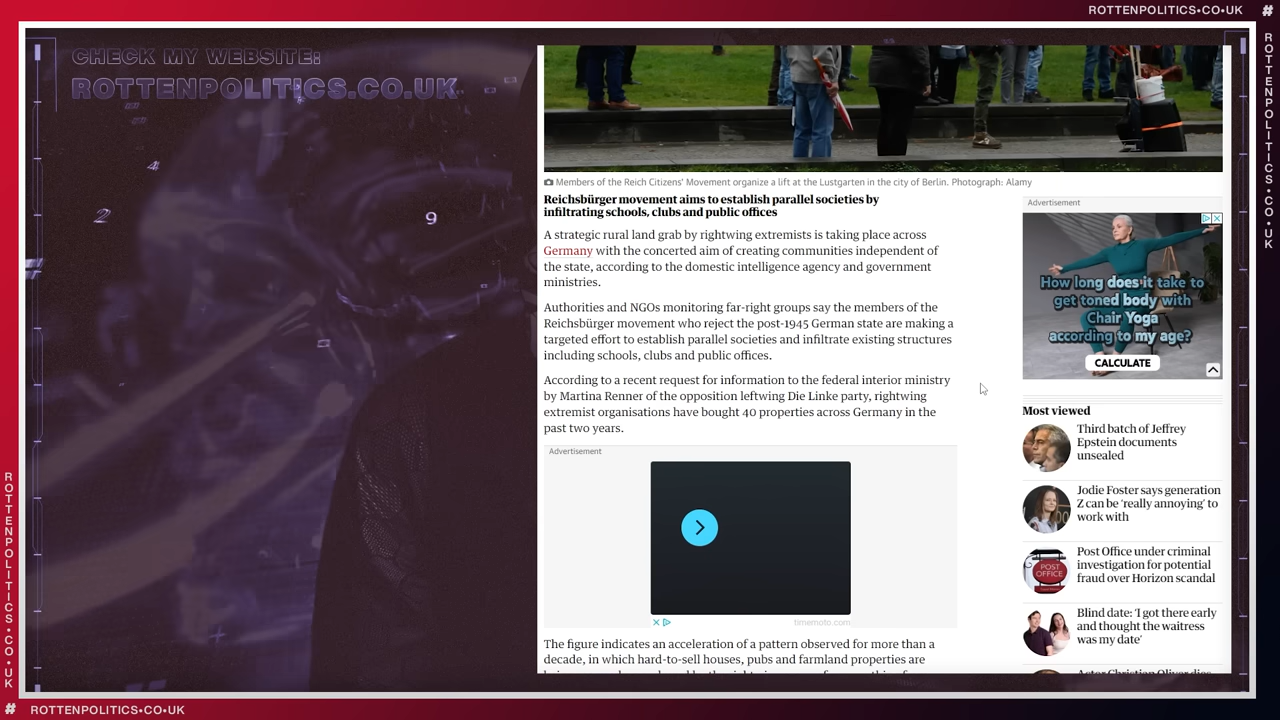 ROTTENPOLITICS•CO•UK #
CHECK MY WEBSITE:
ROTTENPOLITICS.CO.UK
4
2
9
Members of the Reich Citizens' Movement organize a lift at the Lustgarten in the city of Berlin. Photograph: Alamy
Reichsbürger movement aims to establish parallel societies by
infiltrating schools, clubs and public offices
A strategic rural land grab by rightwing extremists is taking place across
Germany with the concerted aim of creating communities independent of
the state, according to the domestic intelligence agency and government
ministries.
Authorities and NGOs monitoring far-right groups say the members of the
Reichsbürger movement who reject the post-1945 German state are making a
targeted effort to establish parallel societies and infiltrate existing structures
including schools, clubs and public offices.
According to a recent request for information to the federal interior ministry
by Martina Renner of the opposition leftwing Die Linke party, rightwing
extremist organisations have bought 40 properties across Germany in the
past two years.
Advertisement
timemoto.com
The figure indicates an acceleration of a pattern observed for more than a
decade, in which hard-to-sell houses, pubs and farmland properties are
Advertisement
How long does it take to
get toned body with
Chair Yoga
according to my age?
CALCULATE
Most viewed
Third batch of Jeffrey
Epstein documents
unsealed
Jodie Foster says generation
Z can be 'really annoying' to
work with
POST
OFFICE
Post Office under criminal
investigation for potential
fraud over Horizon scandal
Blind date: 'I got there early
and thought the waitress
was my date'
Actor Christian Oliver dies
ROTTENPOLITICS•CO•UK
ROTTENPOLITICS•CO•UK
# ROTTENPOLITICS•CO•UK